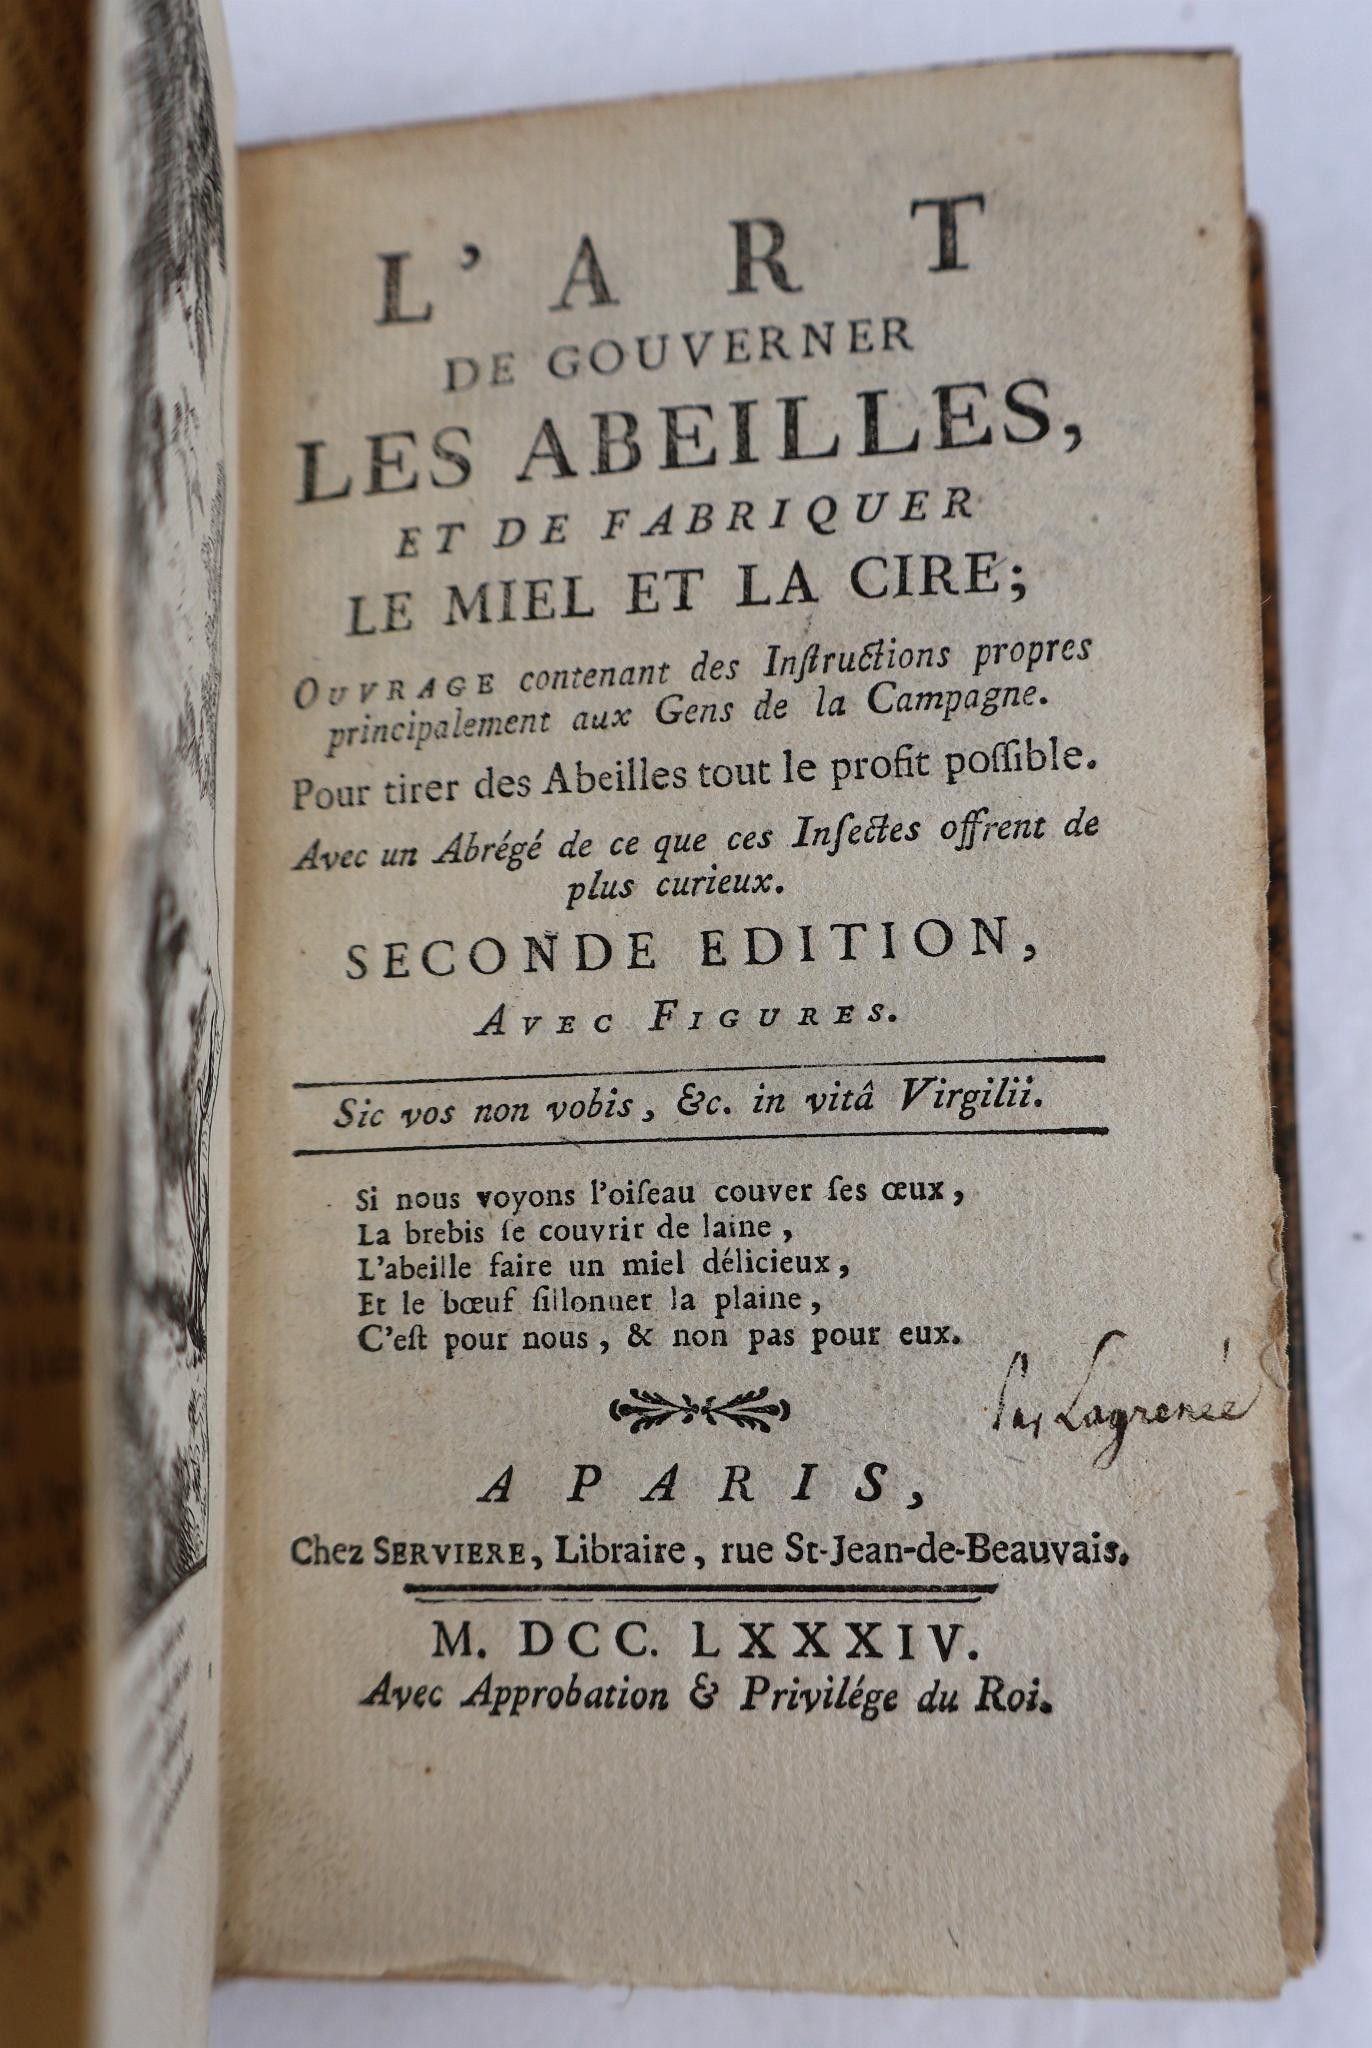 L'ART
DE GOUVERNER
LES ABEILLES,
ET DE FABRIQUER
LE MIEL ET LA CIRE;
OUVRAGE contenant des Inſtructions propres
principalement aux Gens de la Campagne.
Pour tirer des Abeilles tout le profit poſſible.
Avec un Abrégé de ce que ces Inſectes offrent de
plus curieux.
SECONDE EDITION,
AVEC FIGURES.
Sic vos non vobis, &c. in vitâ Virgilii.
Si nous voyons l'oiſeau couver ſes œux,
La brebis ſe couvrir de laine,
L'abeille faire un miel délicieux,
Et le bœuf ſillonner la plaine,
C'eſt pour nous, & non pas pour eux.
Par Lagrenée
A PARIS,
Chez SERVIERE, Libraire, rue St-Jean-de-Beauvais.
M. DCC. LXXXIV.
Avec Approbation & Privilége du Roi.